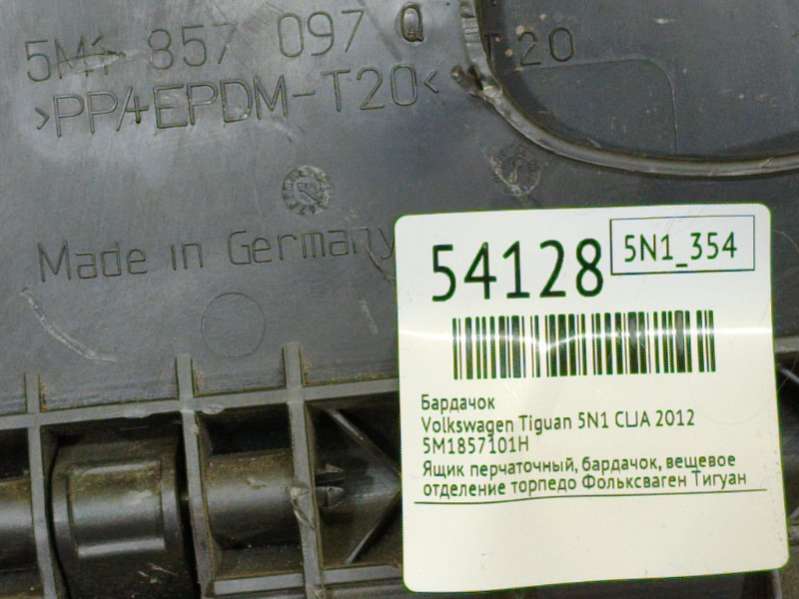 5M1 857 097 Q
T20
>PP/+EPDM-T20<
Made in Germany
54128
5N1_354
Бардачок
Volkswagen Tiguan 5N1 CLJA 2012
5M1857101H
Ящик перчаточный, бардачок, вещевое
отделение торпедо Фольксваген Тигуан